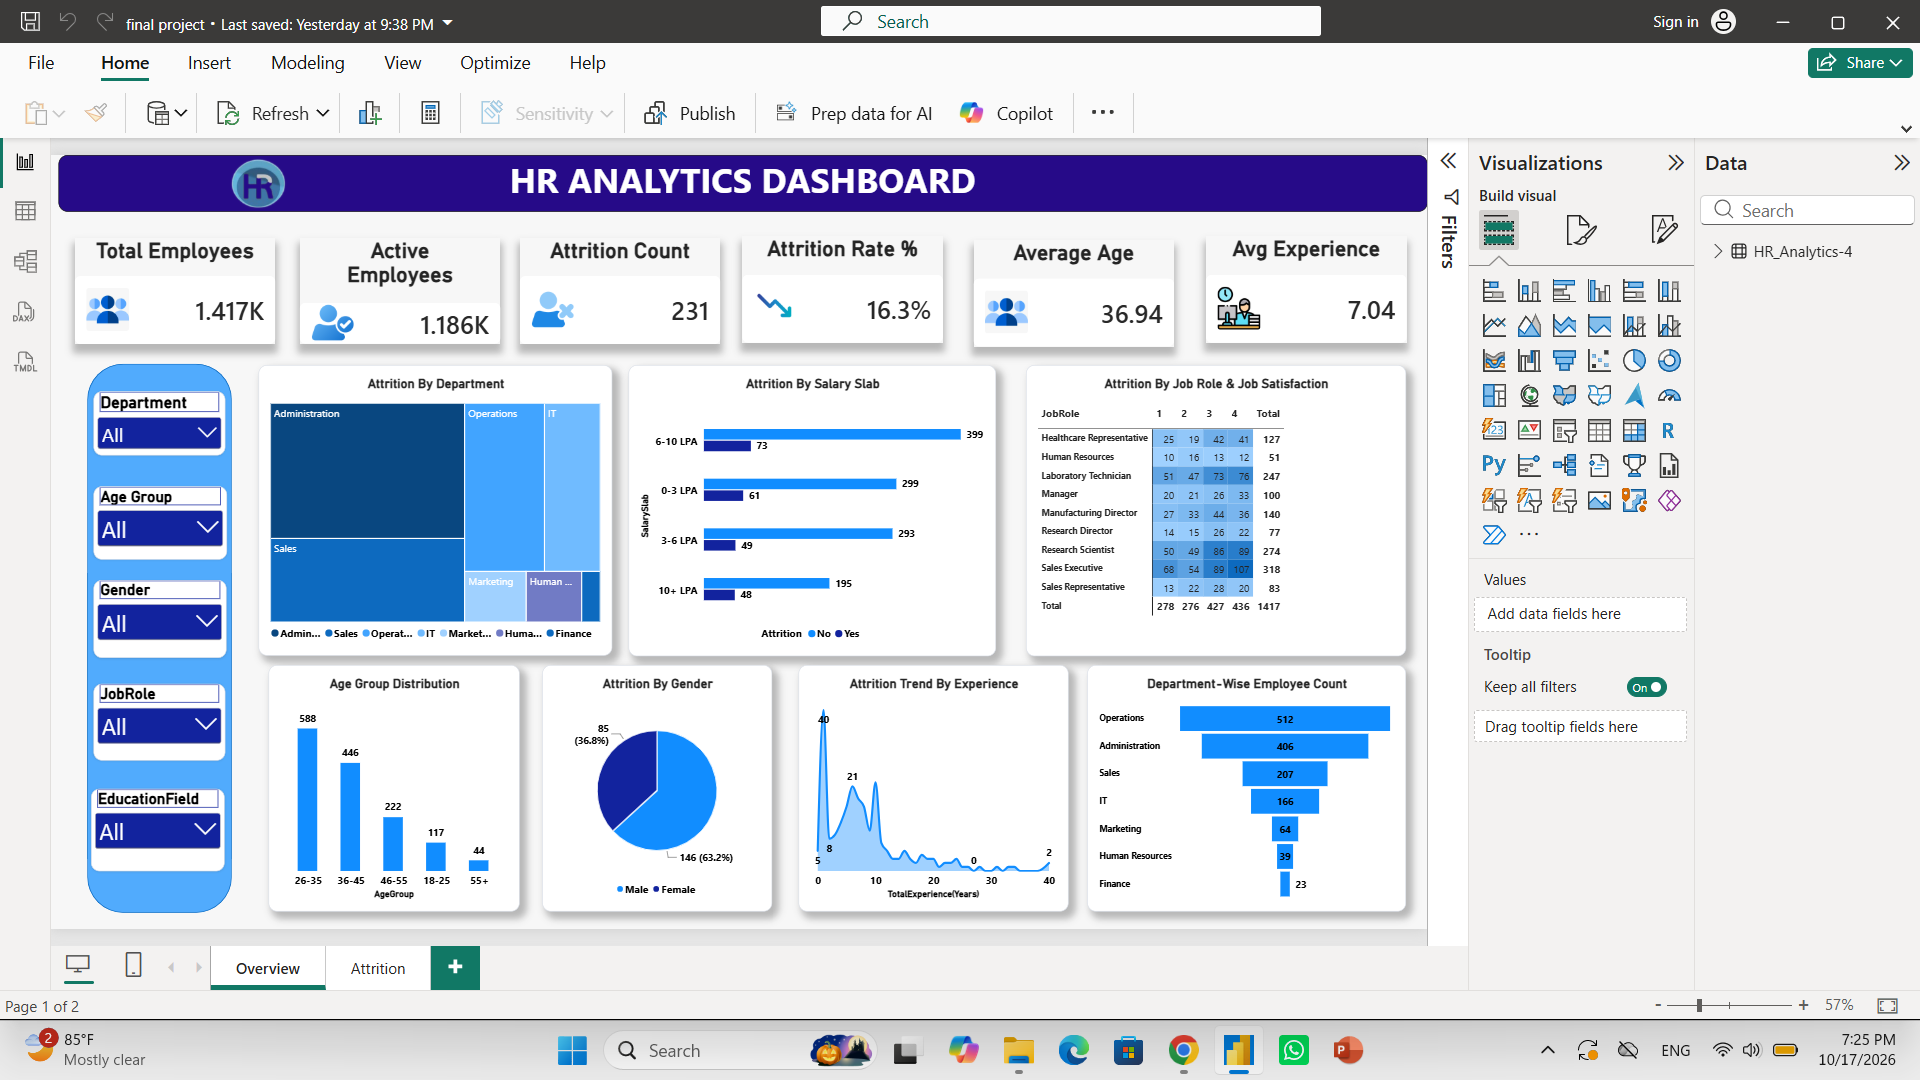 final project • Last saved: Yesterday at 9:38 PM
Search
Sign in
File
Home
Insert
Modeling
View
Optimize
Help
Share
Refresh
Sensitivity
Publish
Prep data for AI
Copilot
HR
HR ANALYTICS DASHBOARD
Total Employees
1.417K
Active
Employees
1.186K
Attrition Count
231
Attrition Rate %
16.3%
Average Age
36.94
Avg Experience
7.04
DAX
TMDL
Department
All
Age Group
All
Gender
All
JobRole
All
EducationField
All
Attrition By Department
Administration
Operations
IT
Sales
Marketing
Human ...
Admin... Sales Operat... IT Market... Huma... Finance
Attrition By Salary Slab
SalarySlab
6-10 LPA 399
73
0-3 LPA 299
61
3-6 LPA 293
49
10+ LPA 195
48
Attrition No Yes
Attrition By Job Role & Job Satisfaction
JobRole 1 2 3 4 Total
Healthcare Representative 25 19 42 41 127
Human Resources 10 16 13 12 51
Laboratory Technician 51 47 73 76 247
Manager 20 21 26 33 100
Manufacturing Director 27 33 44 36 140
Research Director 14 15 26 22 77
Research Scientist 50 49 86 89 274
Sales Executive 68 54 89 107 318
Sales Representative 13 22 28 20 83
Total 278 276 427 436 1417
Age Group Distribution
588
446
222
117
44
26-35 36-45 46-55 18-25 55+
AgeGroup
Attrition By Gender
85
(36.8%)
146 (63.2%)
Male Female
Attrition Trend By Experience
40
21
8
5
0
2
0 10 20 30 40
TotalExperience(Years)
Department-Wise Employee Count
Operations 512
Administration 406
Sales 207
IT 166
Marketing 64
Human Resources 39
Finance 23
Filters
Visualizations
Build visual
123
R
Py
Values
Add data fields here
Tooltip
Keep all filters
On
Drag tooltip fields here
Data
Search
HR_Analytics-4
Overview
Attrition
Page 1 of 2
- + 57%
2
85°F
Mostly clear
Search
P
ENG
7:25 PM
10/17/2026